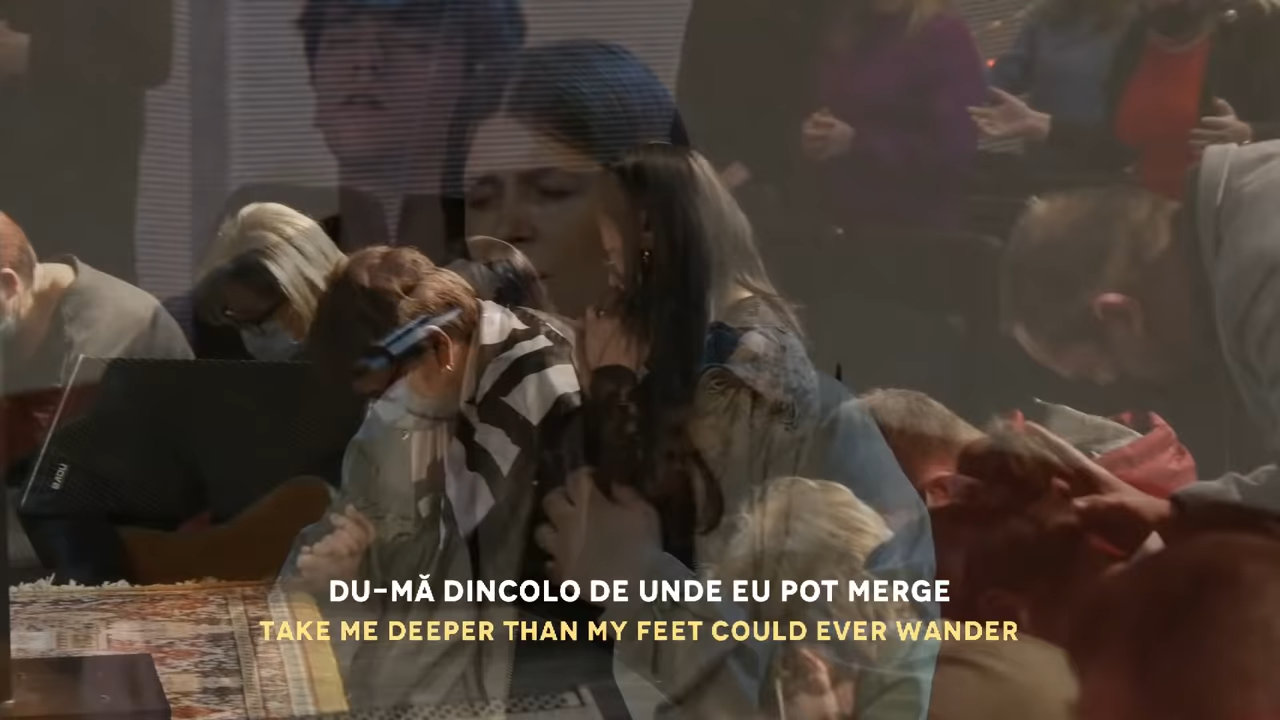 DU-MĂ DINCOLO DE UNDE EU POT MERGE
TAKE ME DEEPER THAN MY FEET COULD EVER WANDER